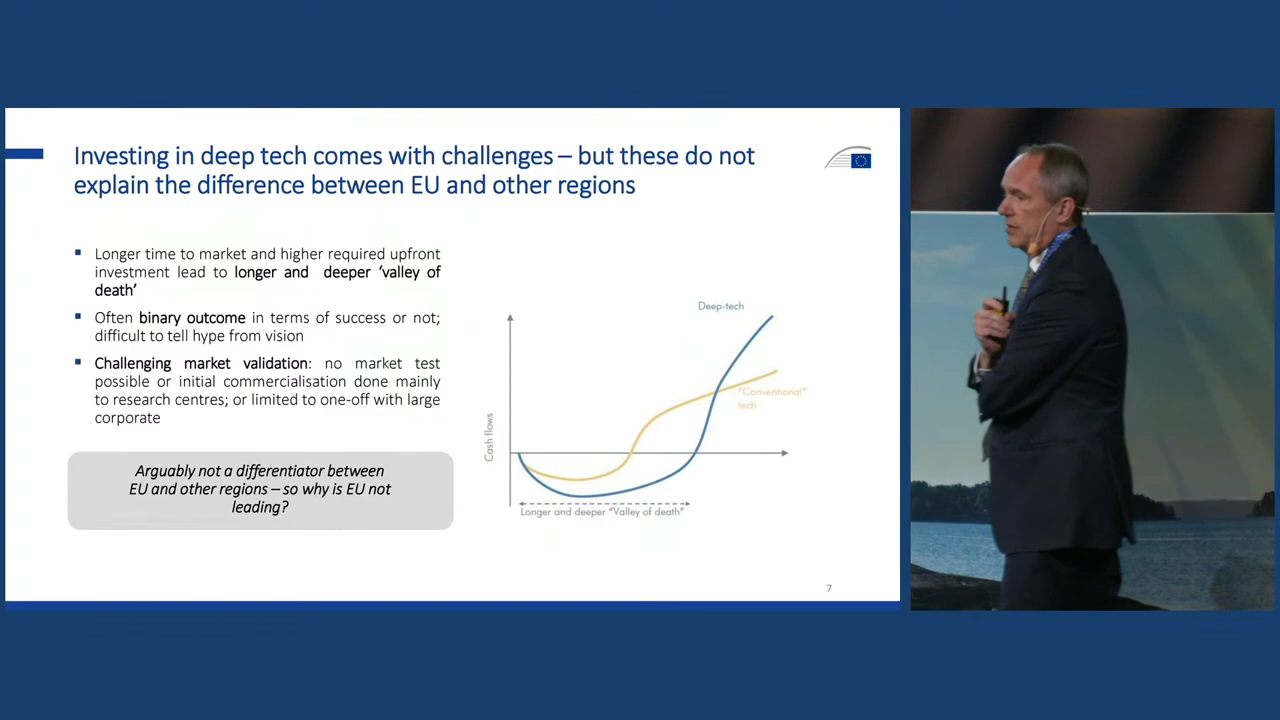 Investing in deep tech comes with challenges – but these do not
explain the difference between EU and other regions
Longer time to market and higher required upfront
investment lead to longer and deeper ‘valley of
death’
Often binary outcome in terms of success or not;
difficult to tell hype from vision
Challenging market validation: no market test
possible or initial commercialisation done mainly
to research centres; or limited to one-off with large
corporate
Arguably not a differentiator between
EU and other regions – so why is EU not
leading?
Deep-tech
"Conventional"
tech
Cash flows
Longer and deeper "Valley of death"
7